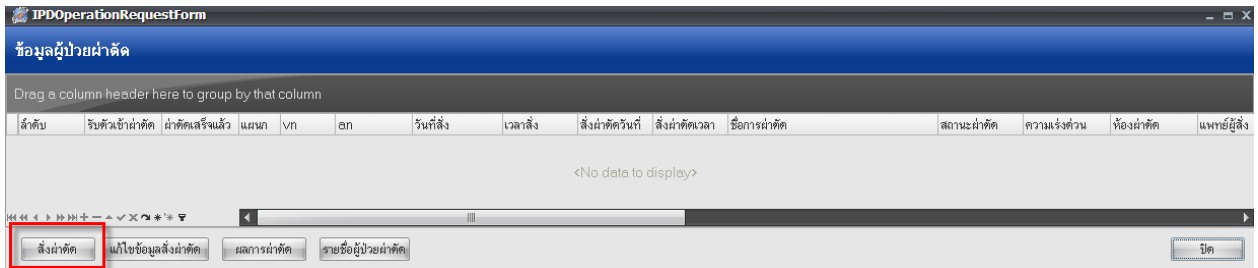 IPDOperationRequestForm
ข้อมูลผู้ป่วยผ่าตัด
Drag a column header here to group by that column
ลำดับ รับตัวเข้าผ่าตัด ผ่าตัดเสร็จแล้ว แผนก vn an วันที่สั่ง เวลาสั่ง สั่งผ่าตัดวันที่ สั่งผ่าตัดเวลา ชื่อการผ่าตัด สถานะผ่าตัด ความเร่งด่วน ห้องผ่าตัด แพทย์ผู้สั่ง
<No data to display>
สั่งผ่าตัด แก้ไขข้อมูลสั่งผ่าตัด ผลการผ่าตัด รายชื่อผู้ป่วยผ่าตัด ปิด